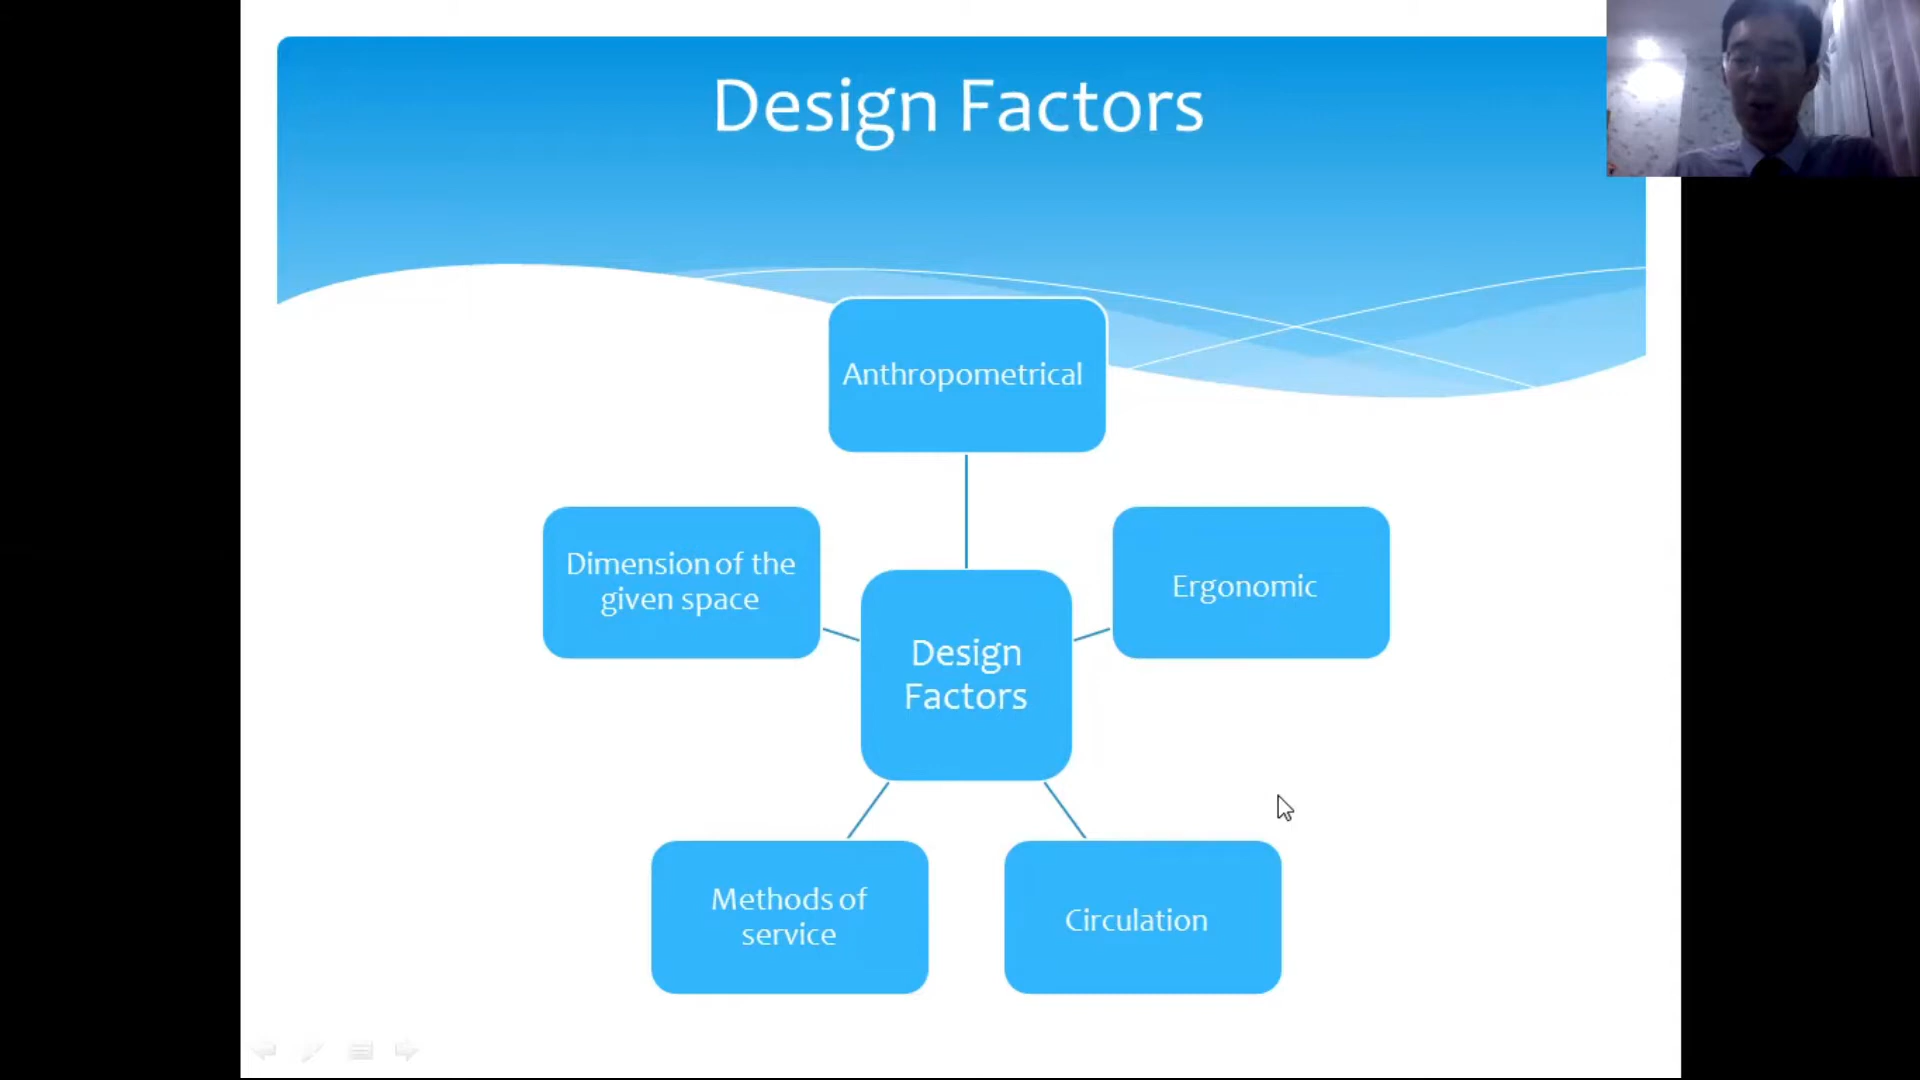 Design Factors
Anthropometrical
Dimension of the
given space
Ergonomic
Design
Factors
Methods of
service
Circulation